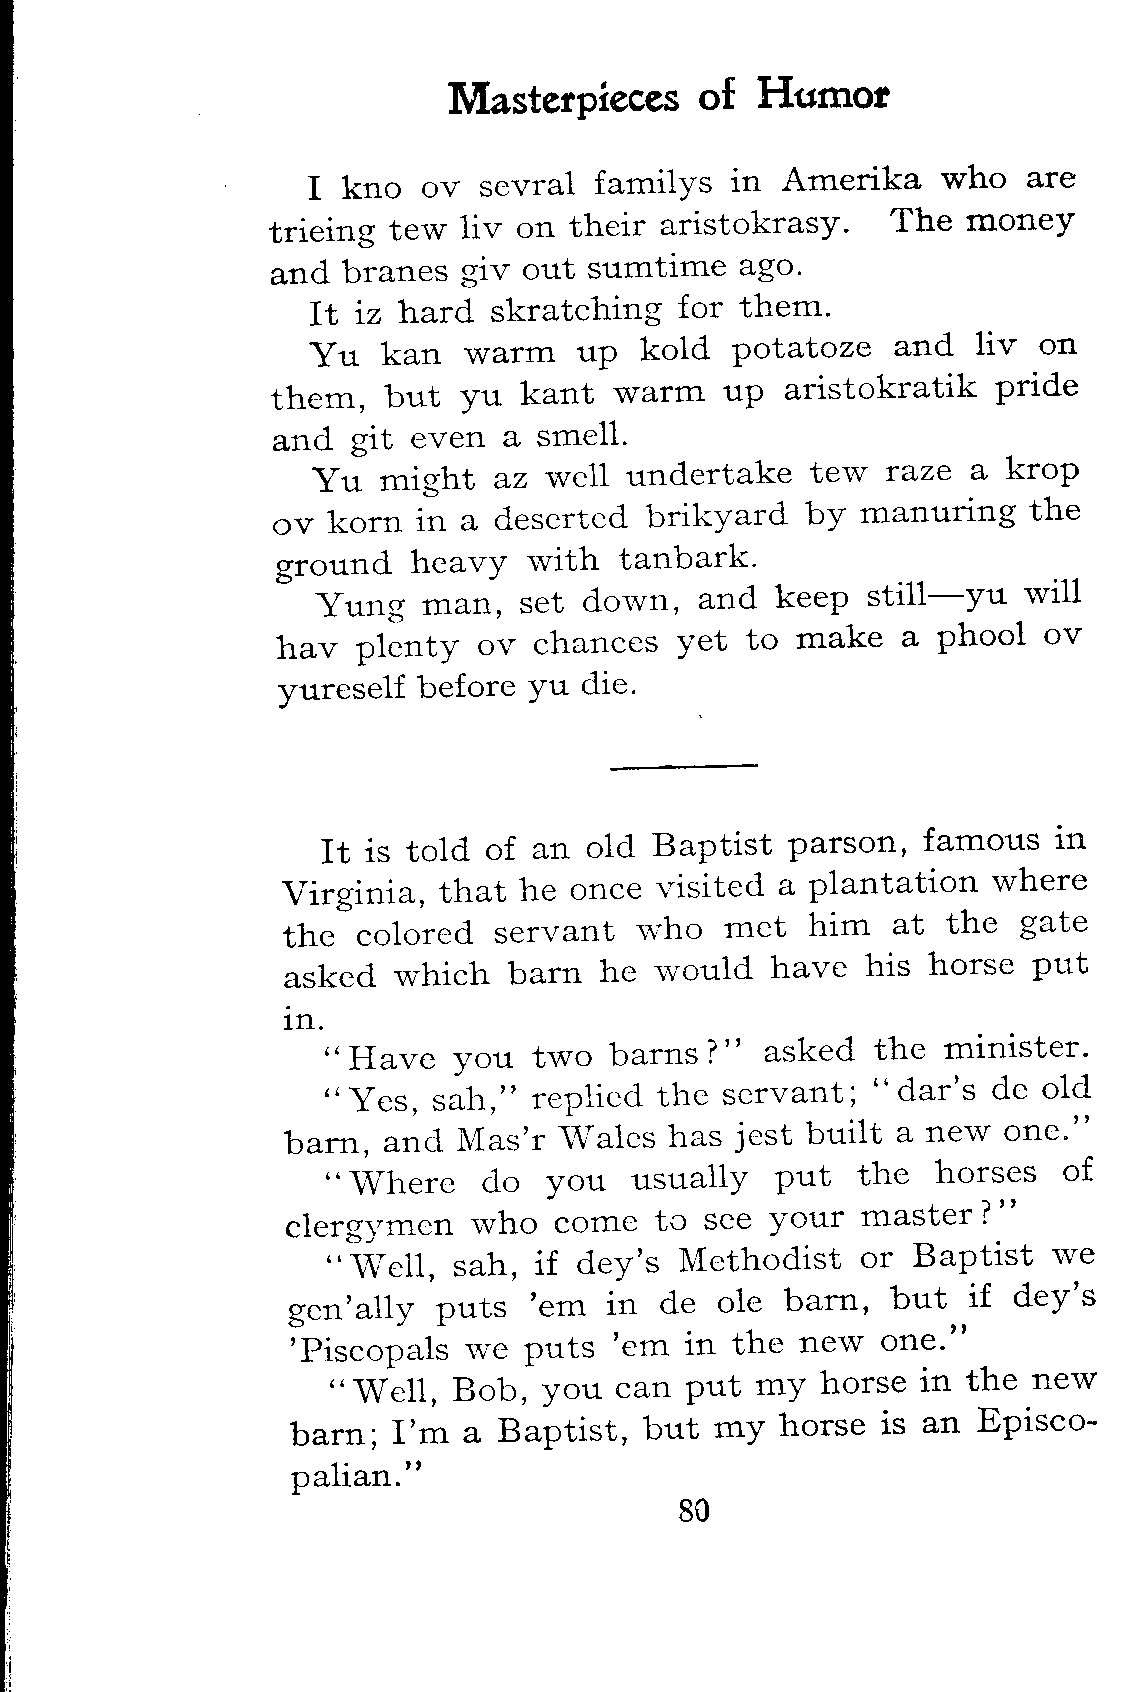 Masterpieces of Humor
I kno ov sevral familys in Amerika who are
trieing tew liv on their aristokrasy. The money
and branes giv out sumtime ago.
It iz hard skratching for them.
Yu kan warm up kold potatoze and liv on
them, but yu kant warm up aristokratik pride
and git even a smell.
Yu might az well undertake tew raze a krop
ov korn in a deserted brikyard by manuring the
ground heavy with tanbark.
Yung man, set down, and keep still—yu will
hav plenty ov chances yet to make a phool ov
yureself before yu die.
It is told of an old Baptist parson, famous in
Virginia, that he once visited a plantation where
the colored servant who met him at the gate
asked which barn he would have his horse put
in.
"Have you two barns?" asked the minister.
"Yes, sah," replied the servant; "dar's de old
barn, and Mas'r Wales has jest built a new one."
"Where do you usually put the horses of
clergymen who come to see your master?"
"Well, sah, if dey's Methodist or Baptist we
gen'ally puts 'em in de ole barn, but if dey's
'Piscopals we puts 'em in the new one."
"Well, Bob, you can put my horse in the new
barn; I'm a Baptist, but my horse is an Episco-
palian."
80